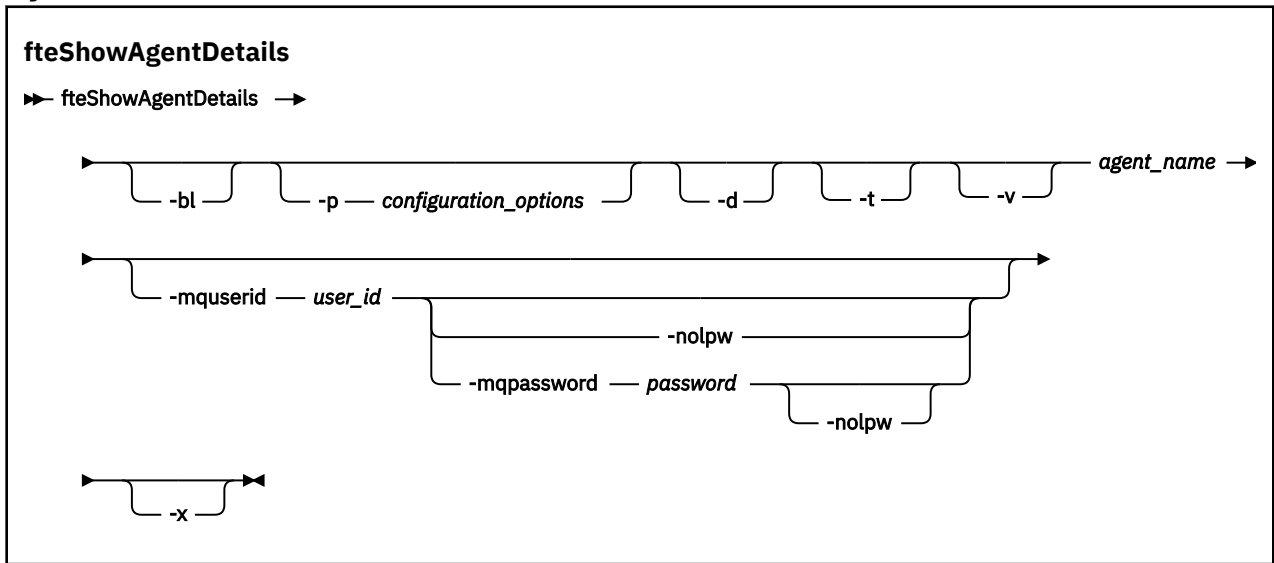 fteShowAgentDetails
fteShowAgentDetails
agent_name
-bl -p configuration_options -d -t -v
-mquserid user_id
-nolpw
-mqpassword password
-nolpw
-x